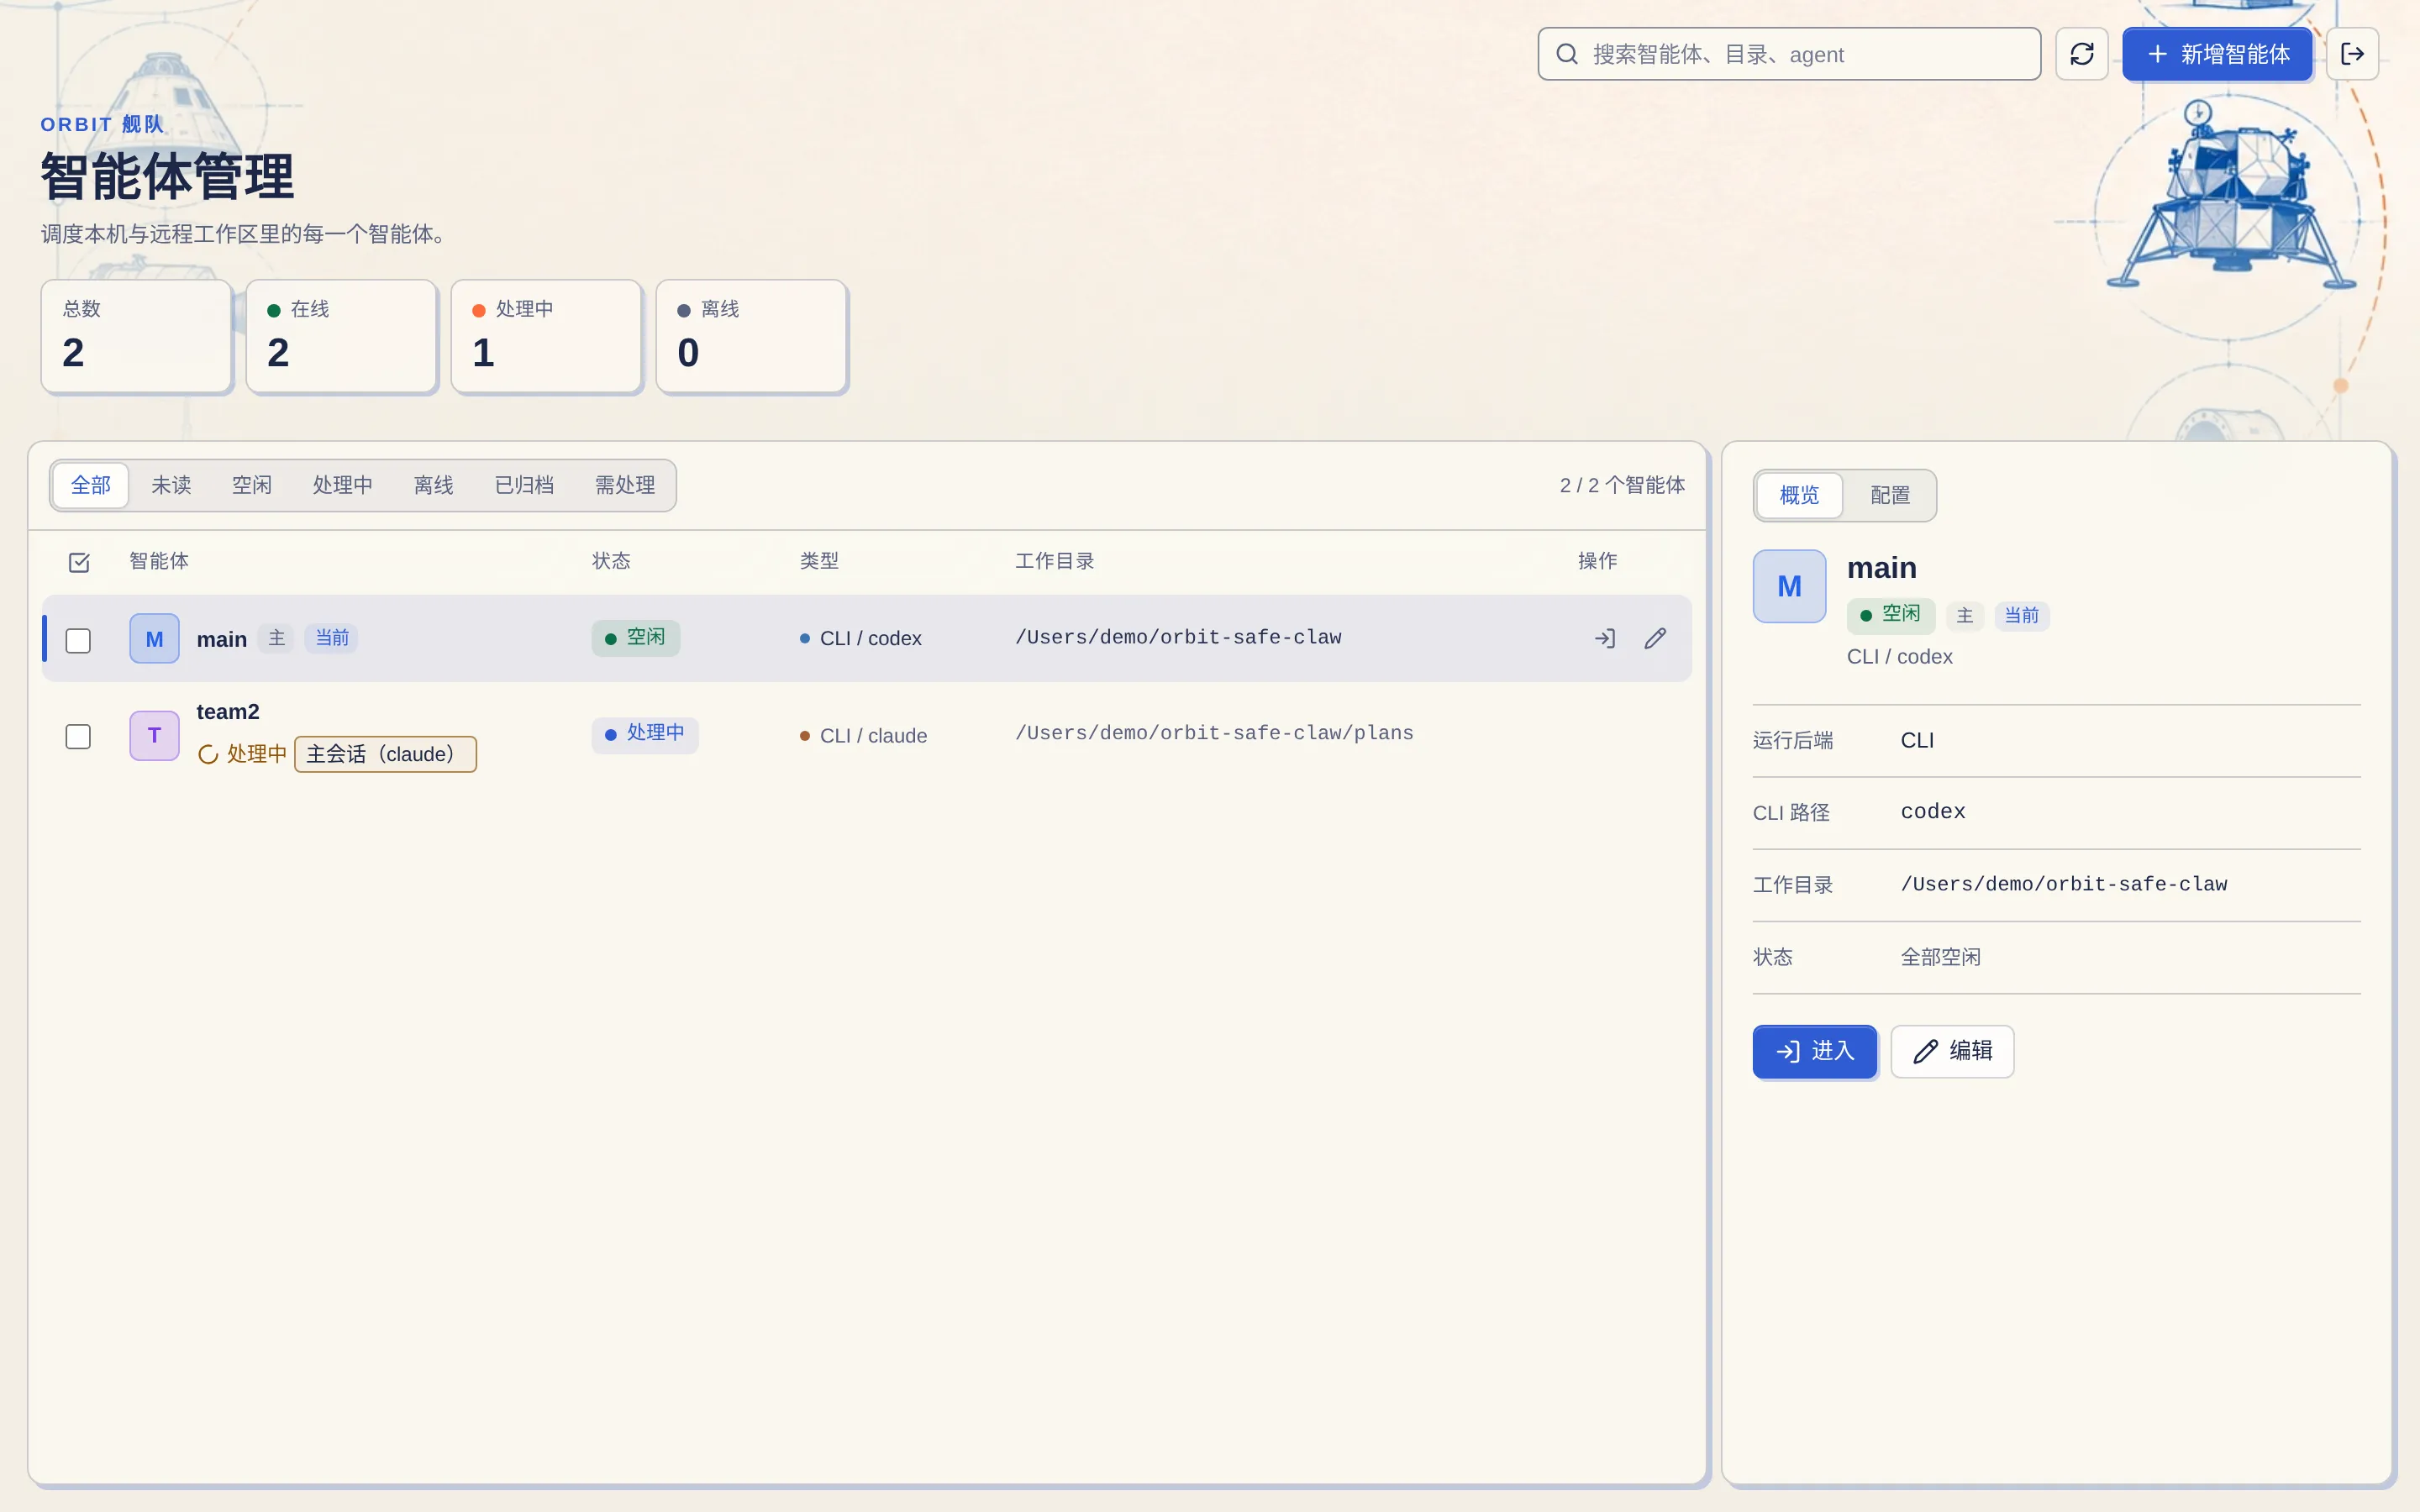 搜索智能体、目录、agent
新增智能体
ORBIT 舰队
智能体管理
调度本机与远程工作区里的每一个智能体。
总数
2
在线
2
处理中
1
离线
0
全部 未读 空闲 处理中 离线 已归档 需处理
2 / 2 个智能体
智能体 状态 类型 工作目录 操作
M main 主 当前 空闲 CLI / codex /Users/demo/orbit-safe-claw
T team2 处理中 主会话（claude） 处理中 CLI / claude /Users/demo/orbit-safe-claw/plans
概览 配置
M main
空闲 主 当前
CLI / codex
运行后端 CLI
CLI 路径 codex
工作目录 /Users/demo/orbit-safe-claw
状态 全部空闲
进入 编辑